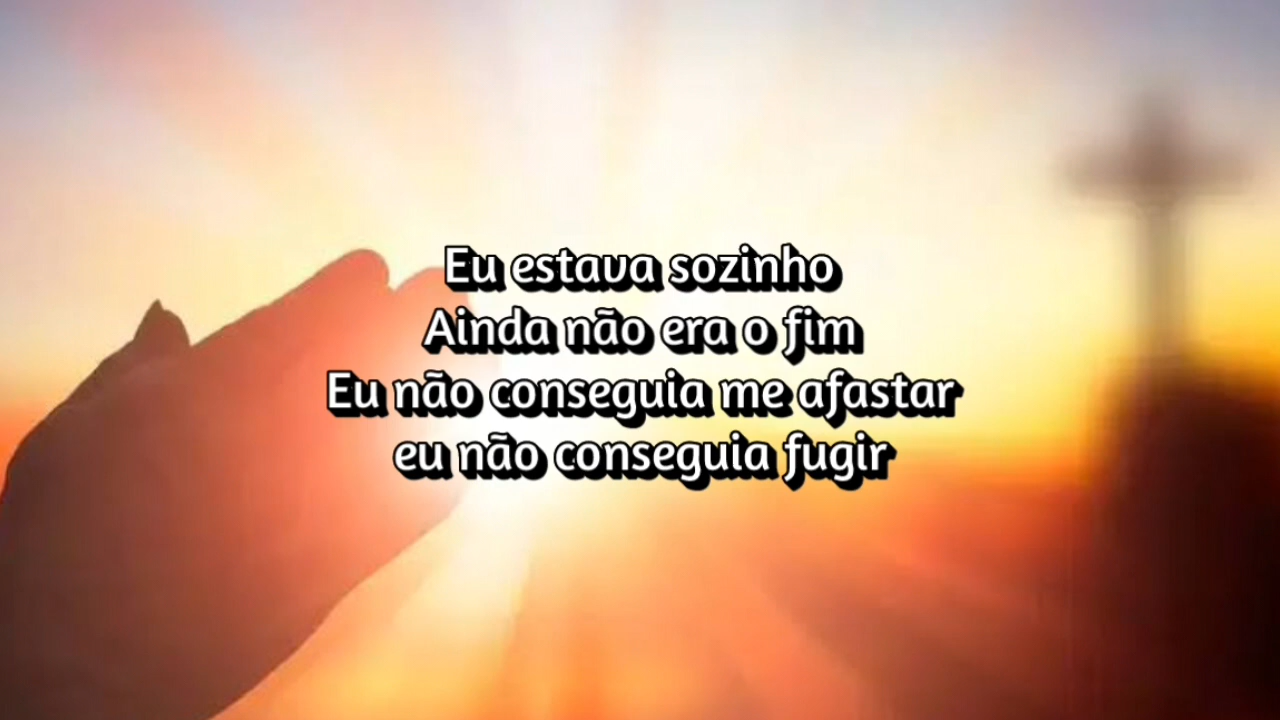 Eu estava sozinho
Ainda não era o fim
Eu não conseguia me afastar
eu não conseguia fugir